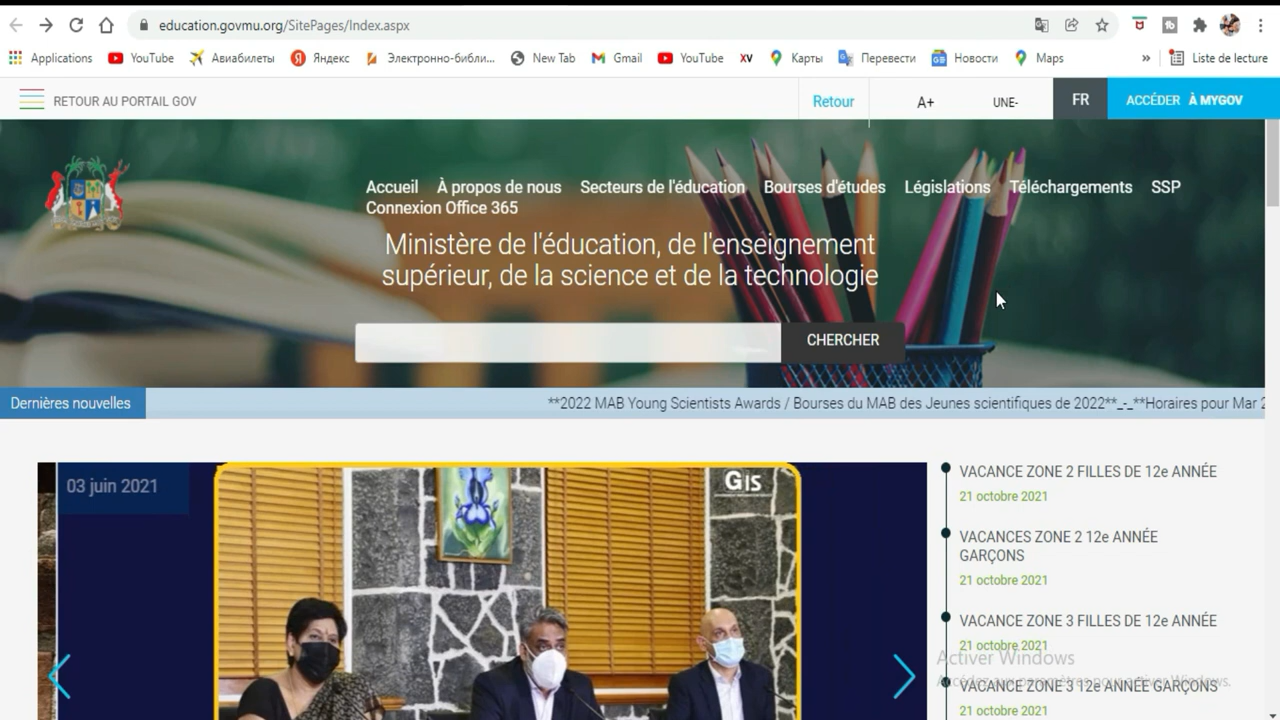 education.govmu.org/SitePages/Index.aspx
Applications YouTube Авиабилеты Яндекс Электронно-библи... New Tab Gmail YouTube XV Карты Перевести Новости Maps » Liste de lecture
RETOUR AU PORTAIL GOV Retour A+ UNE- FR ACCÉDER À MYGOV
Accueil À propos de nous Secteurs de l'éducation Bourses d'études Législations Téléchargements SSP
Connexion Office 365
Ministère de l'éducation, de l'enseignement
supérieur, de la science et de la technologie
CHERCHER
Dernières nouvelles **2022 MAB Young Scientists Awards / Bourses du MAB des Jeunes scientifiques de 2022**_-_**Horaires pour Mar 2
03 juin 2021
GIS
VACANCE ZONE 2 FILLES DE 12e ANNÉE
21 octobre 2021
VACANCES ZONE 2 12e ANNÉE
GARÇONS
21 octobre 2021
VACANCE ZONE 3 FILLES DE 12e ANNÉE
21 octobre 2021
Activer Windows
Accédez aux paramètres pour activer Windows.
VACANCE ZONE 3 12e ANNÉE GARÇONS
21 octobre 2021